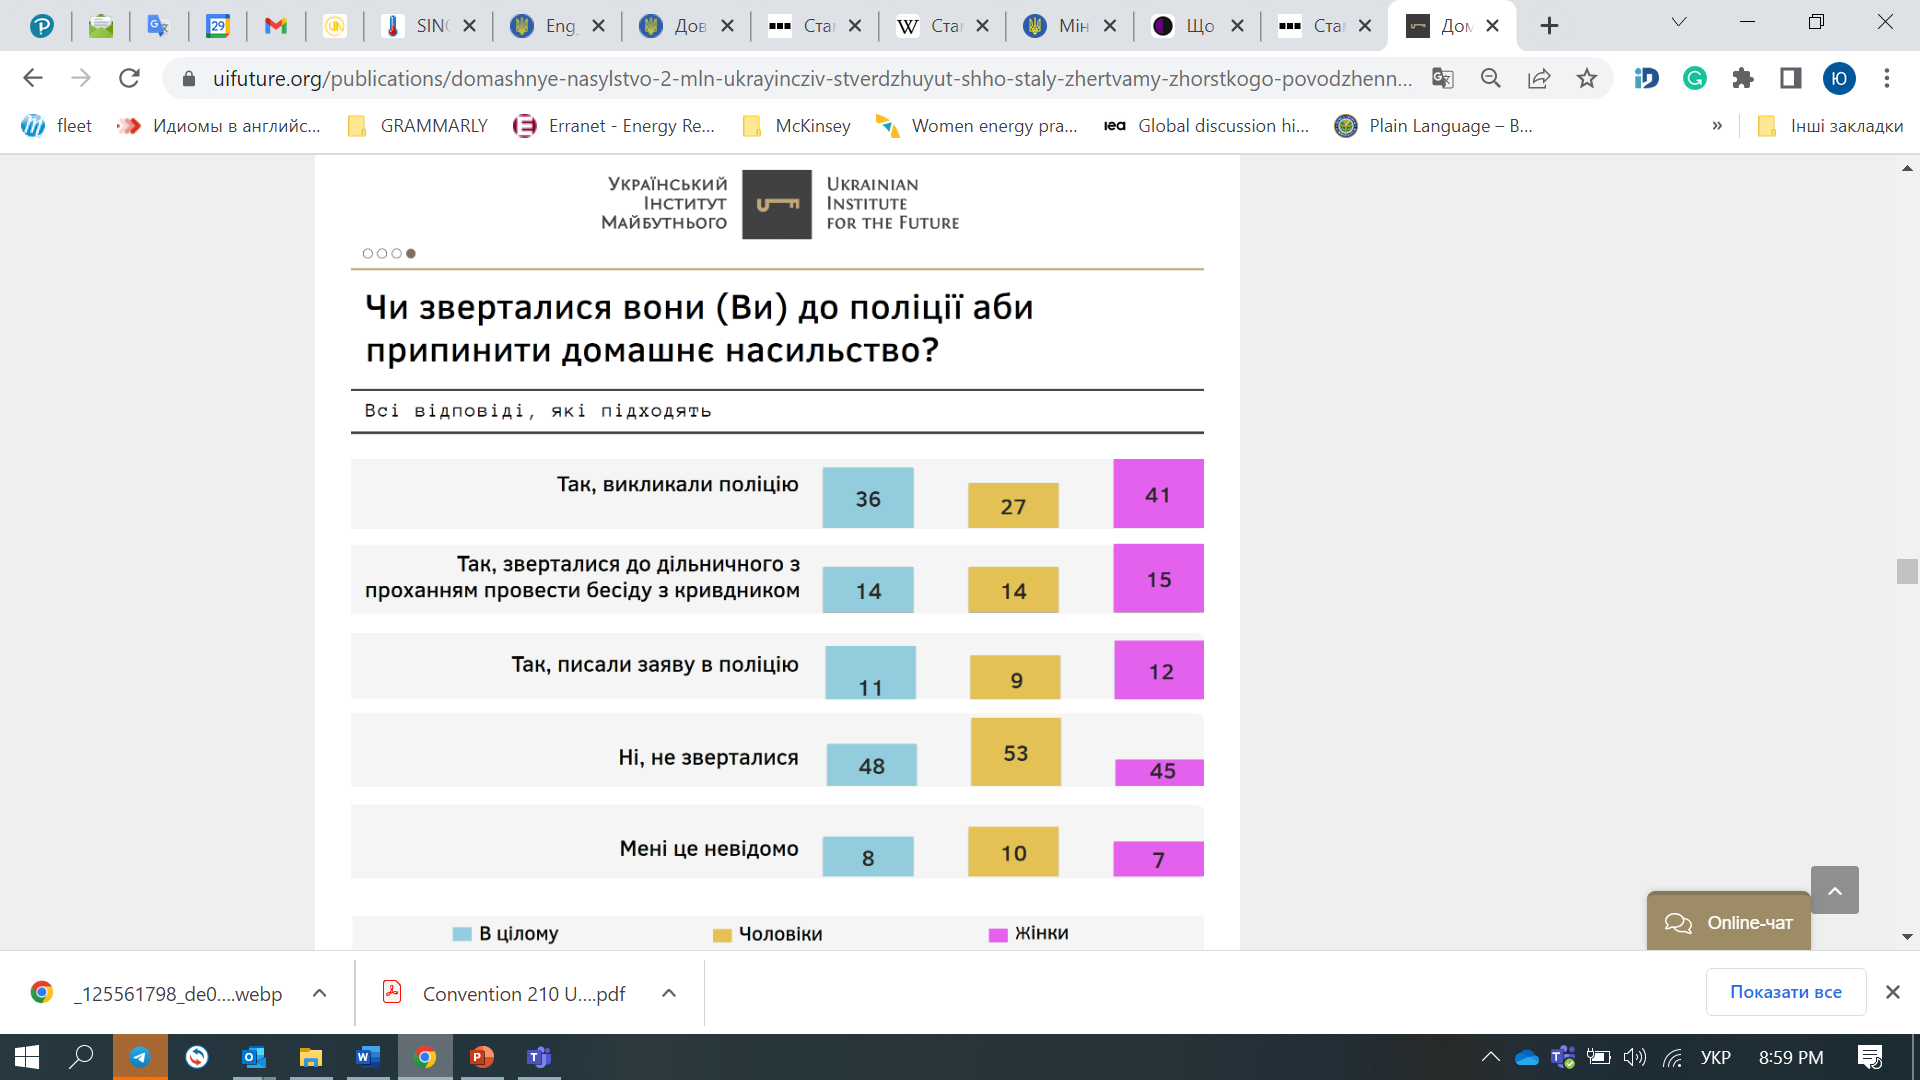 29
SIN
Eng_
Дов
Ста
Ста
Мін
Що
Ста
Дом
uifuture.org/publications/domashnye-nasylstvo-2-mln-ukrayincziv-stverdzhuyut-shho-staly-zhertvamy-zhorstkogo-povodzhenn...
Ю
fleet
Идиомы в английс...
GRAMMARLY
Erranet - Energy Re...
McKinsey
Women energy pra...
iea
Global discussion hi...
Plain Language – B...
»
Інші закладки
Український
Інститут
Майбутнього
Ukrainian
Institute
for the Future
Чи зверталися вони (Ви) до поліції аби
припинити домашнє насильство?
Всі відповіді, які підходять
Так, викликали поліцію
36
27
41
Так, зверталися до дільничного з
проханням провести бесіду з кривдником
14
14
15
Так, писали заяву в поліцію
11
9
12
Ні, не зверталися
48
53
45
Мені це невідомо
8
10
7
В цілому
Чоловіки
Жінки
Online-чат
_125561798_de0....webp
Convention 210 U....pdf
Показати все
УКР
8:59 PM